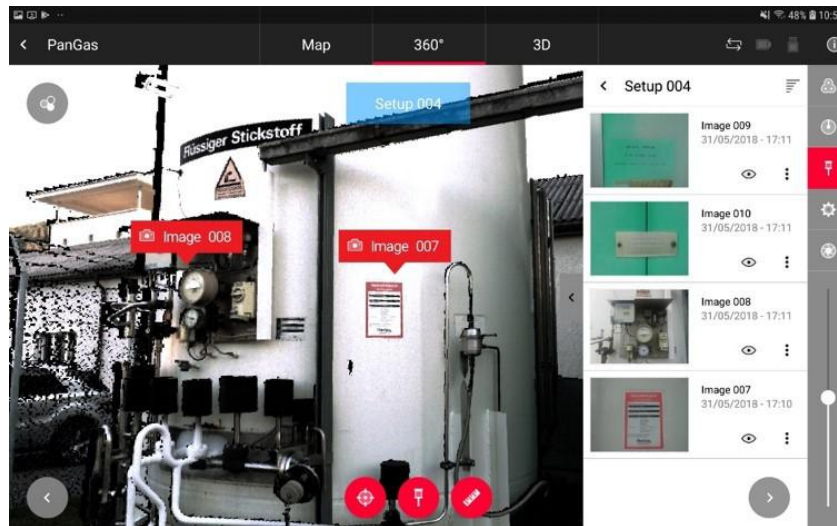 48% 10:5
PanGas
Map
360°
3D
Setup 004
Flüssiger Stickstoff
Image 008
Image 007
Setup 004
Image 009
31/05/2018 - 17:11
Image 010
31/05/2018 - 17:11
Image 008
31/05/2018 - 17:11
Image 007
31/05/2018 - 17:10